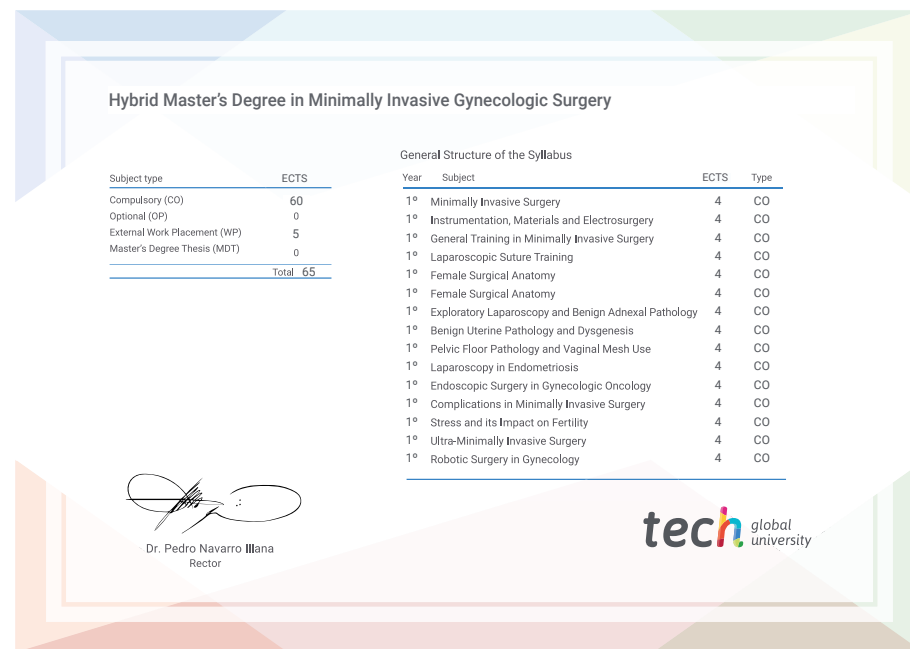 Hybrid Master's Degree in Minimally Invasive Gynecologic Surgery
Subject type ECTS
Compulsory (CO) 60
Optional (OP) 0
External Work Placement (WP) 5
Master's Degree Thesis (MDT) 0
Total 65
General Structure of the Syllabus
Year Subject ECTS Type
1º Minimally Invasive Surgery 4 CO
1º Instrumentation, Materials and Electrosurgery 4 CO
1º General Training in Minimally Invasive Surgery 4 CO
1º Laparoscopic Suture Training 4 CO
1º Female Surgical Anatomy 4 CO
1º Female Surgical Anatomy 4 CO
1º Exploratory Laparoscopy and Benign Adnexal Pathology 4 CO
1º Benign Uterine Pathology and Dysgenesis 4 CO
1º Pelvic Floor Pathology and Vaginal Mesh Use 4 CO
1º Laparoscopy in Endometriosis 4 CO
1º Endoscopic Surgery in Gynecologic Oncology 4 CO
1º Complications in Minimally Invasive Surgery 4 CO
1º Stress and its Impact on Fertility 4 CO
1º Ultra-Minimally Invasive Surgery 4 CO
1º Robotic Surgery in Gynecology 4 CO
Dr. Pedro Navarro Illana
Rector
tech global
university